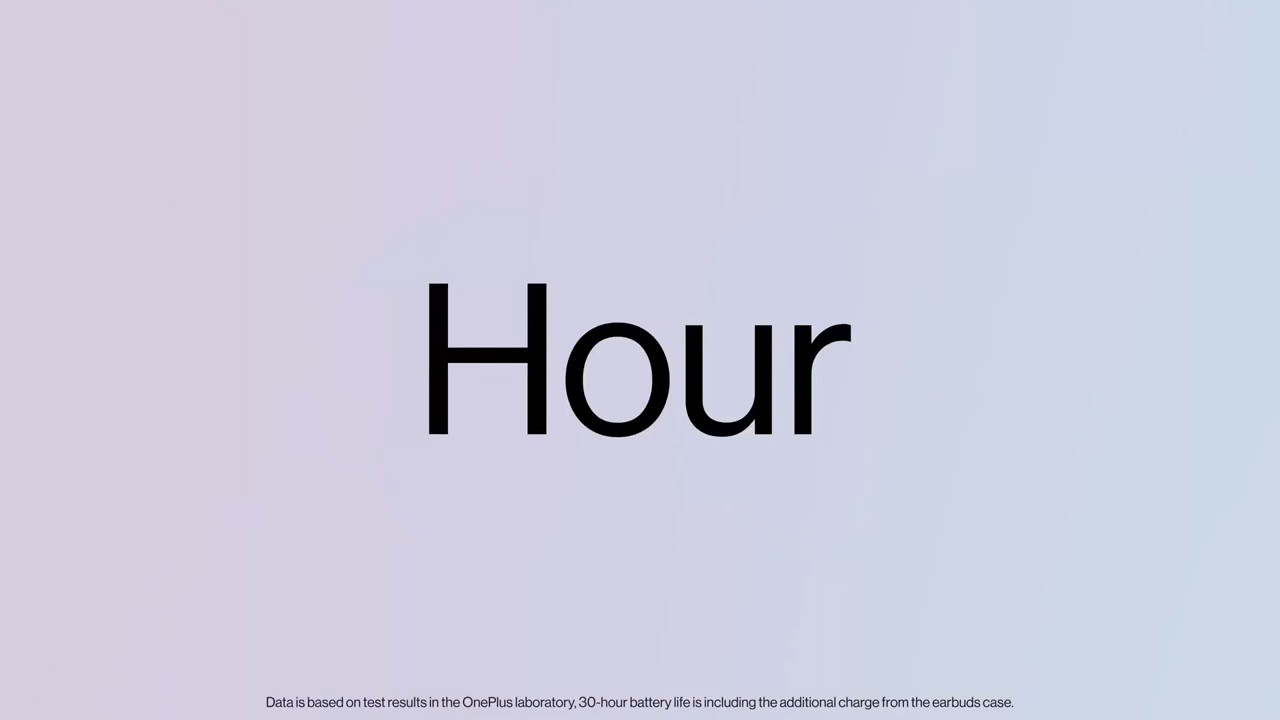 Hour
Data is based on test results in the OnePlus laboratory, 30-hour battery life is including the additional charge from the earbuds case.